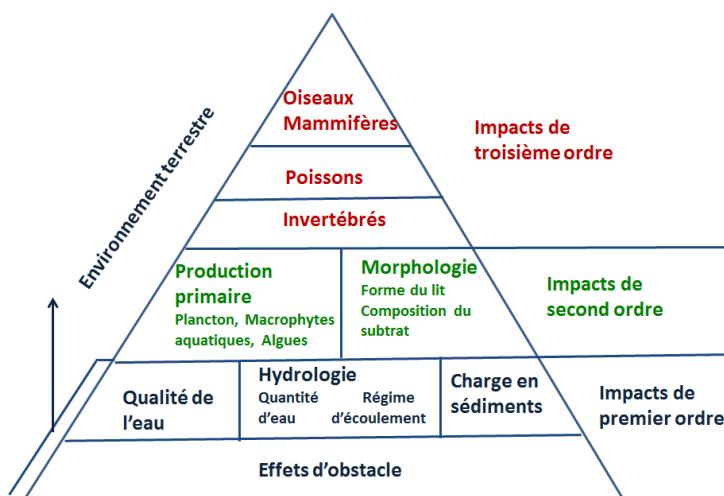 Oiseaux
Mammifères
Impacts de
troisième ordre
Environnement terrestre
Poissons
Invertébrés
Production
primaire
Plancton, Macrophytes
aquatiques, Algues
Morphologie
Forme du lit
Composition du
subtrat
Impacts de
second ordre
Qualité de
l’eau
Hydrologie
Quantité Régime
d’eau d’écoulement
Charge en
sédiments
Impacts de
premier ordre
Effets d’obstacle